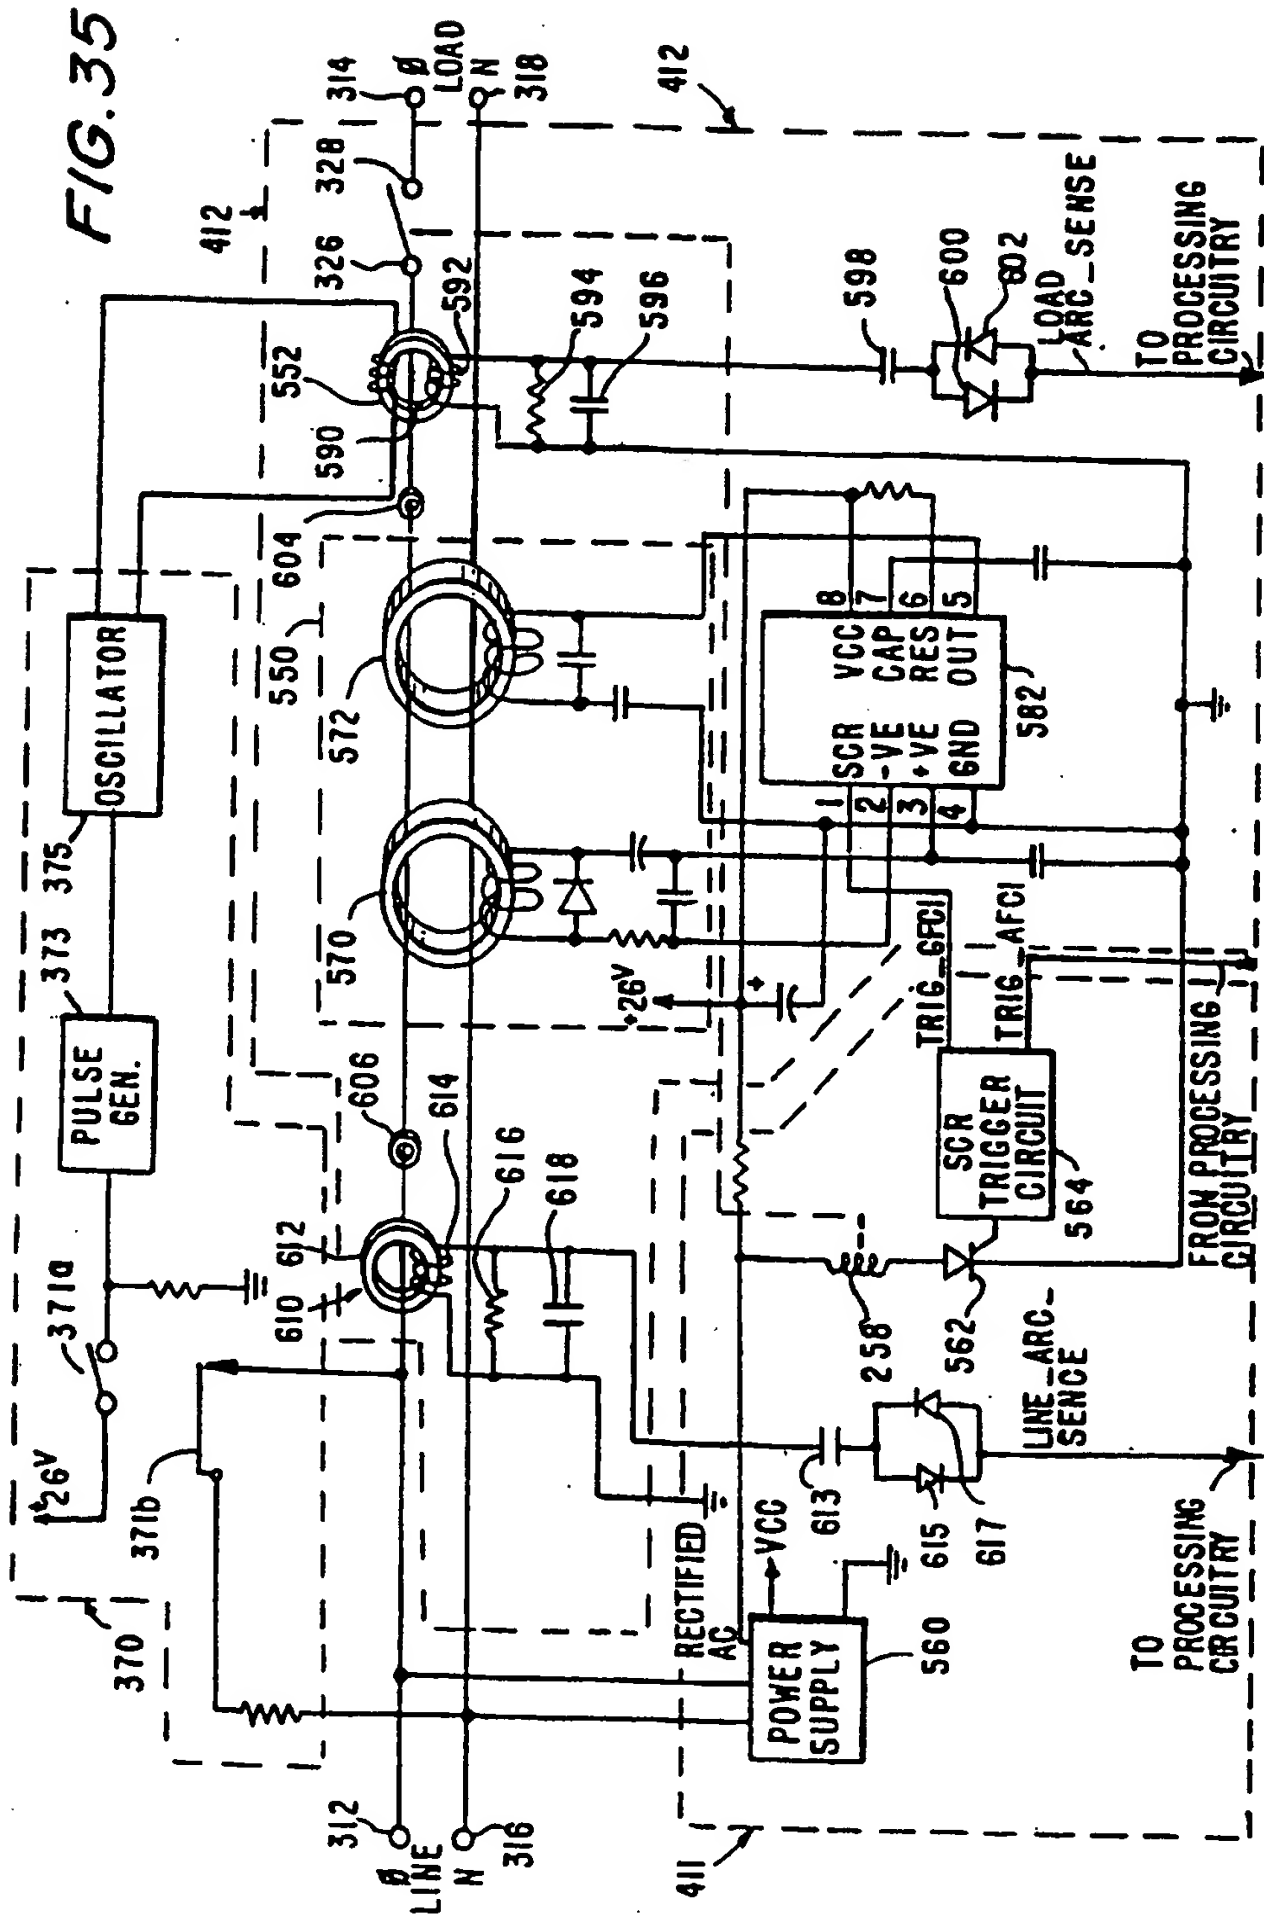 FIG. 35
370
+26V
371a
371b
PULSE
GEN.
373
375
OSCILLATOR
412
312
Ø
LINE
N
316
610
612
614
606
616
618
570
572
550
604
590
552
592
594
596
326
328
314
Ø
LOAD
N
318
412
411
RECTIFIED
AC
VCC
POWER
SUPPLY
560
613
615
617
LINE_ARC_
SENCE
TO
PROCESSING
CIRCUITRY
258
562
SCR
TRIGGER
CIRCUIT
564
TRIG_GFCI
TRIG_AFCI
FROM PROCESSING
CIRCUITRY
+26V
+
1 SCR
2 -VE
3 +VE
4 GND
VCC 8
CAP 7
RES 6
OUT 5
582
598
600
602
LOAD
ARC_SENSE
TO
PROCESSING
CIRCUITRY